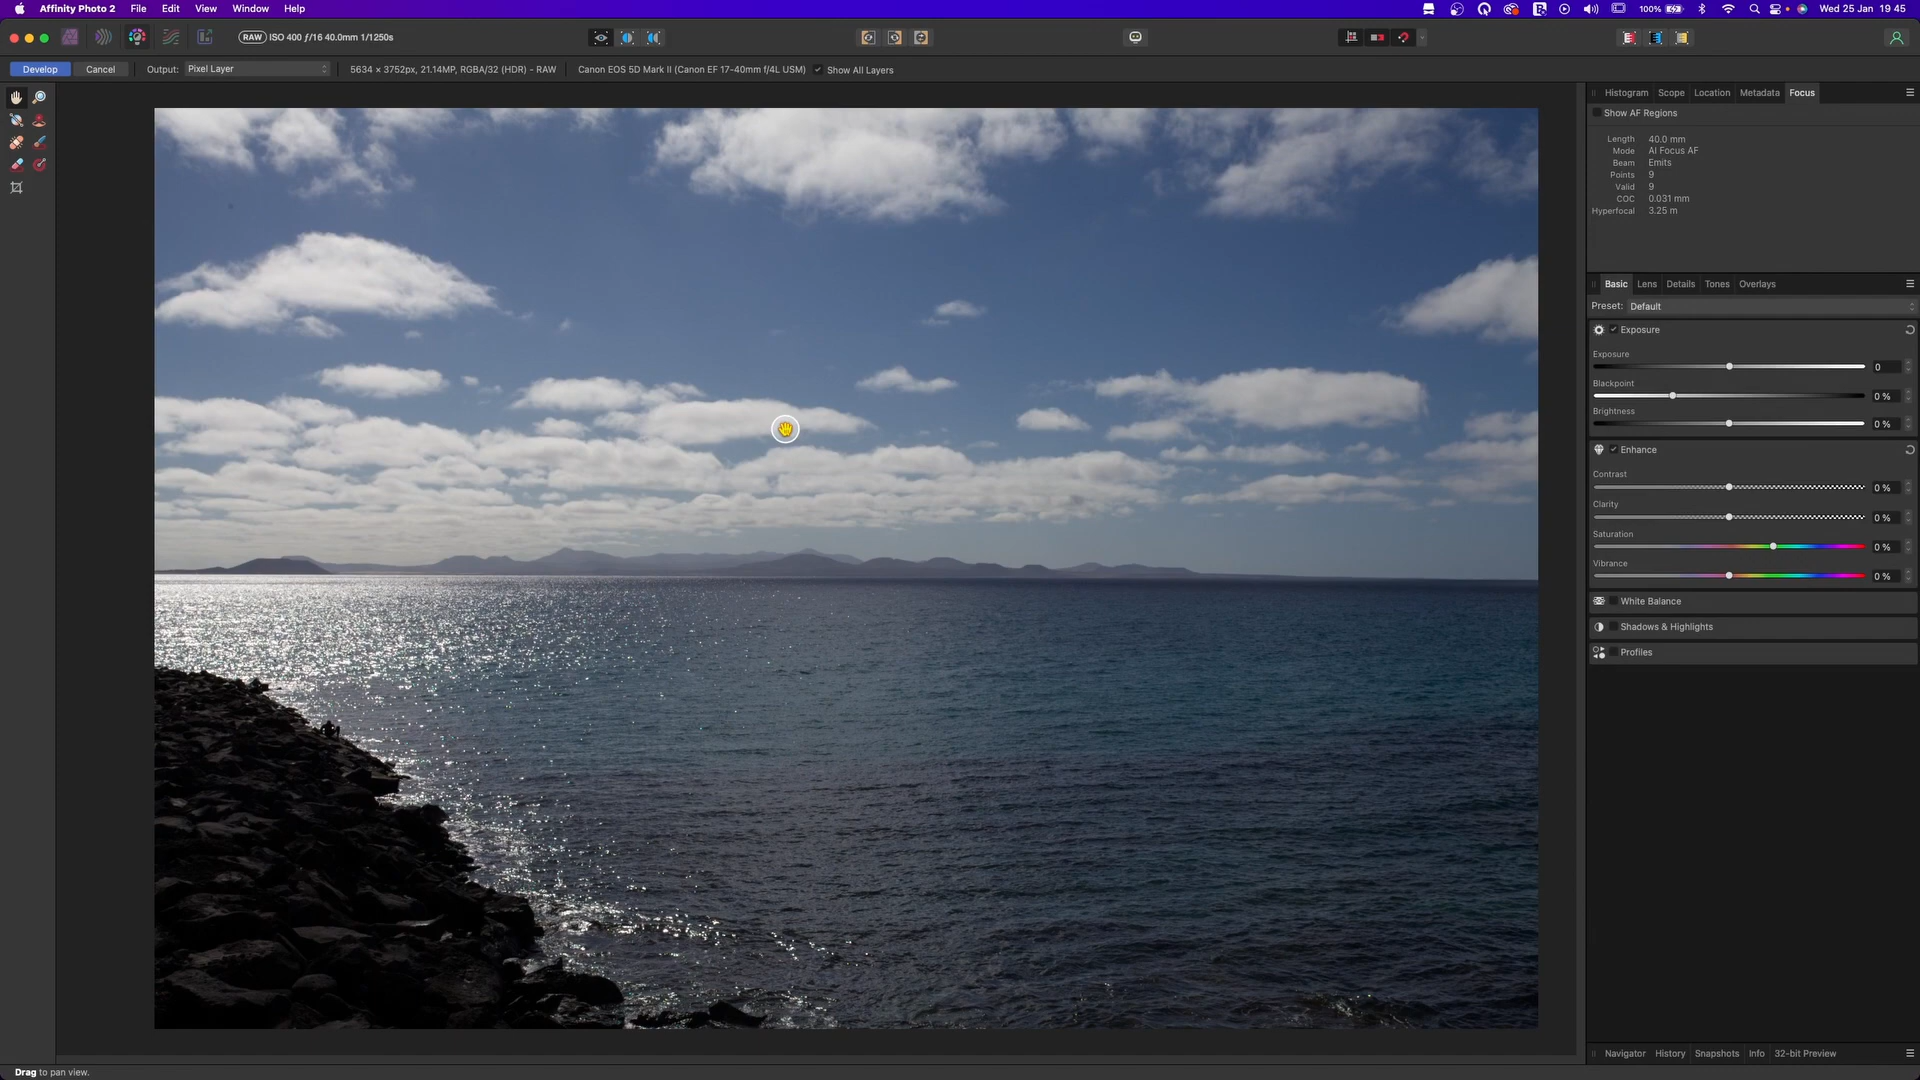 Affinity Photo 2 File Edit View Window Help 100% Wed 25 Jan 19 45
RAW ISO 400 ƒ/16 40.0mm 1/1250s
Develop Cancel Output: Pixel Layer 5634 × 3752px, 21.14MP, RGBA/32 (HDR) - RAW Canon EOS 5D Mark II (Canon EF 17-40mm f/4L USM) Show All Layers
Histogram Scope Location Metadata Focus
Show AF Regions
Length 40.0 mm
Mode AI Focus AF
Beam Emits
Points 9
Valid 9
COC 0.031 mm
Hyperfocal 3.25 m
Basic Lens Details Tones Overlays
Preset: Default
Exposure
Exposure
0
Blackpoint
0 %
Brightness
0 %
Enhance
Contrast
0 %
Clarity
0 %
Saturation
0 %
Vibrance
0 %
White Balance
Shadows & Highlights
Profiles
Navigator History Snapshots Info 32-bit Preview
Drag to pan view.